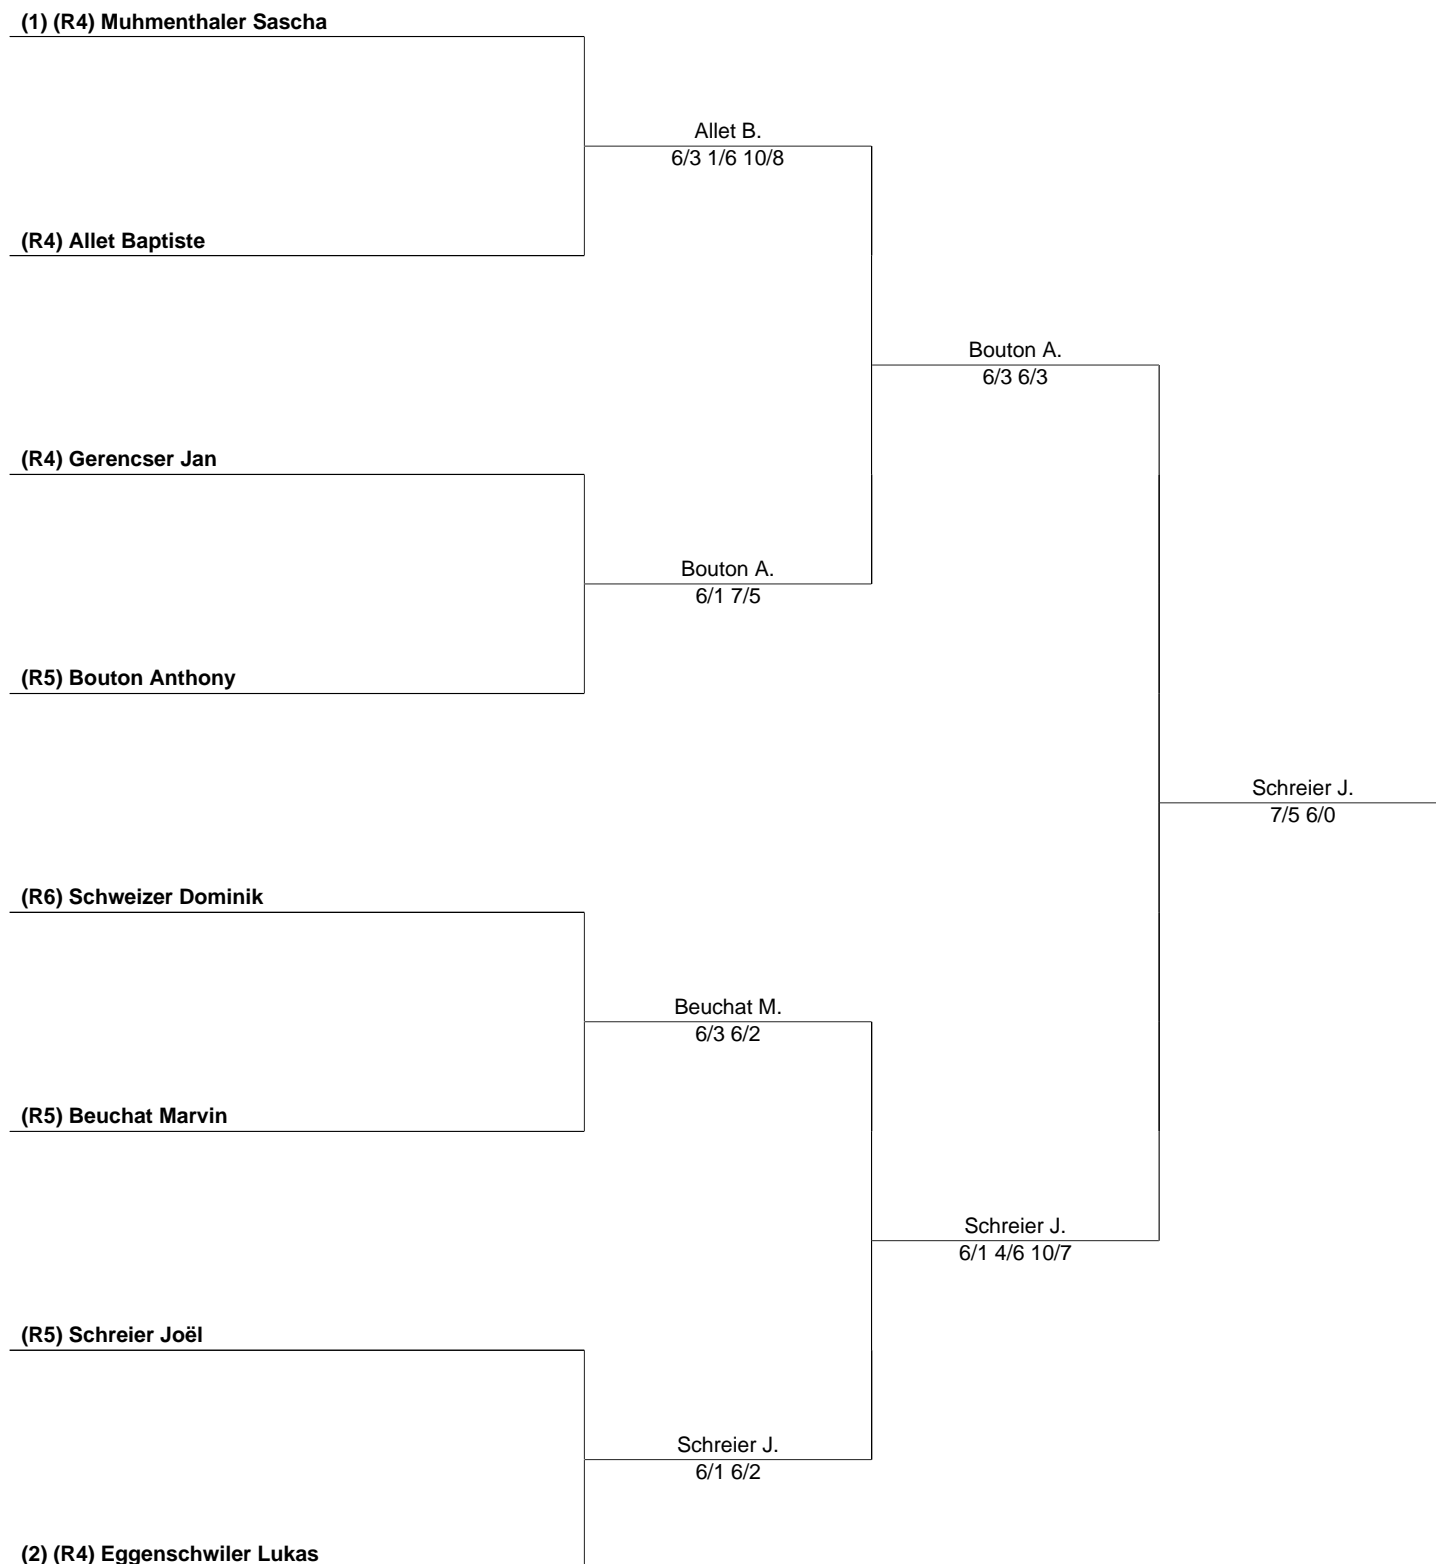 (1) (R4) Muhmenthaler Sascha
Allet B.
6/3 1/6 10/8
(R4) Allet Baptiste
Bouton A.
6/3 6/3
(R4) Gerencser Jan
Bouton A.
6/1 7/5
(R5) Bouton Anthony
Schreier J.
7/5 6/0
(R6) Schweizer Dominik
Beuchat M.
6/3 6/2
(R5) Beuchat Marvin
Schreier J.
6/1 4/6 10/7
(R5) Schreier Joël
Schreier J.
6/1 6/2
(2) (R4) Eggenschwiler Lukas